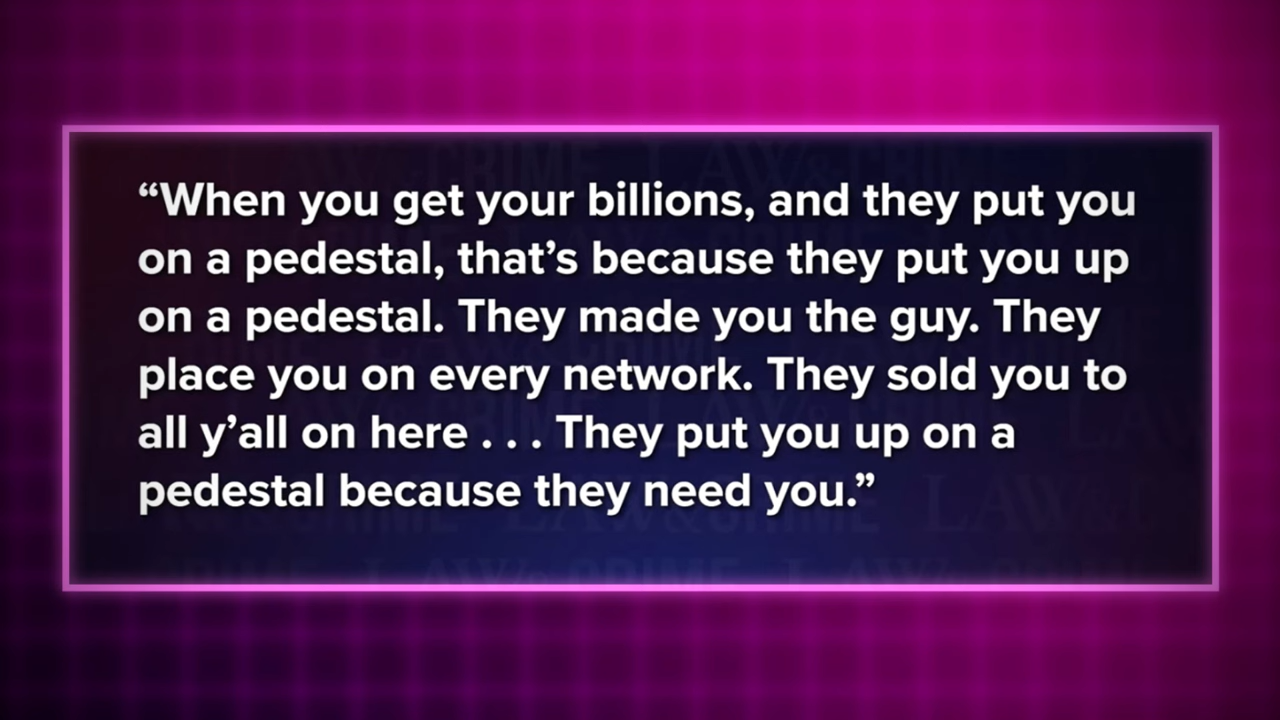 “When you get your billions, and they put you
on a pedestal, that’s because they put you up
on a pedestal. They made you the guy. They
place you on every network. They sold you to
all y’all on here . . . They put you up on a
pedestal because they need you.”